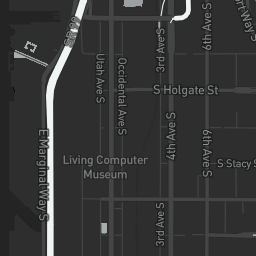 6th Ave S
3rd Ave S
Utah Ave S
Occidental Ave S
S Holgate St
4th Ave S
6th Ave S
E Marginal Way S
Living Computer
Museum
S Stacy S
3rd Ave S